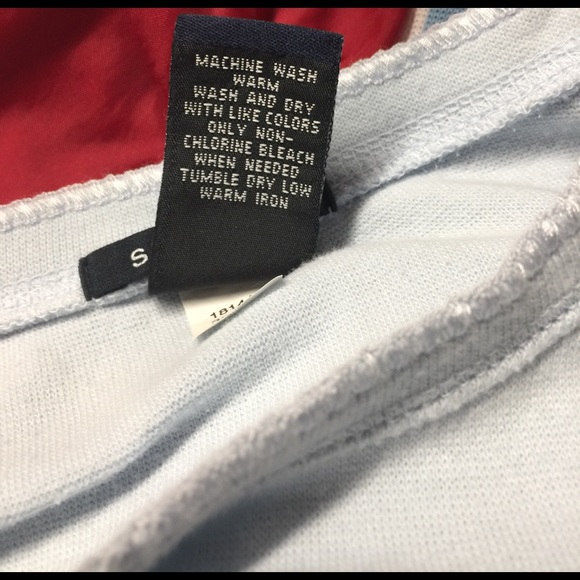 MACHINE WASH
WARM
WASH AND DRY
WITH LIKE COLORS
ONLY NON-
CHLORINE BLEACH
WHEN NEEDED
TUMBLE DRY LOW
WARM IRON
S
1814